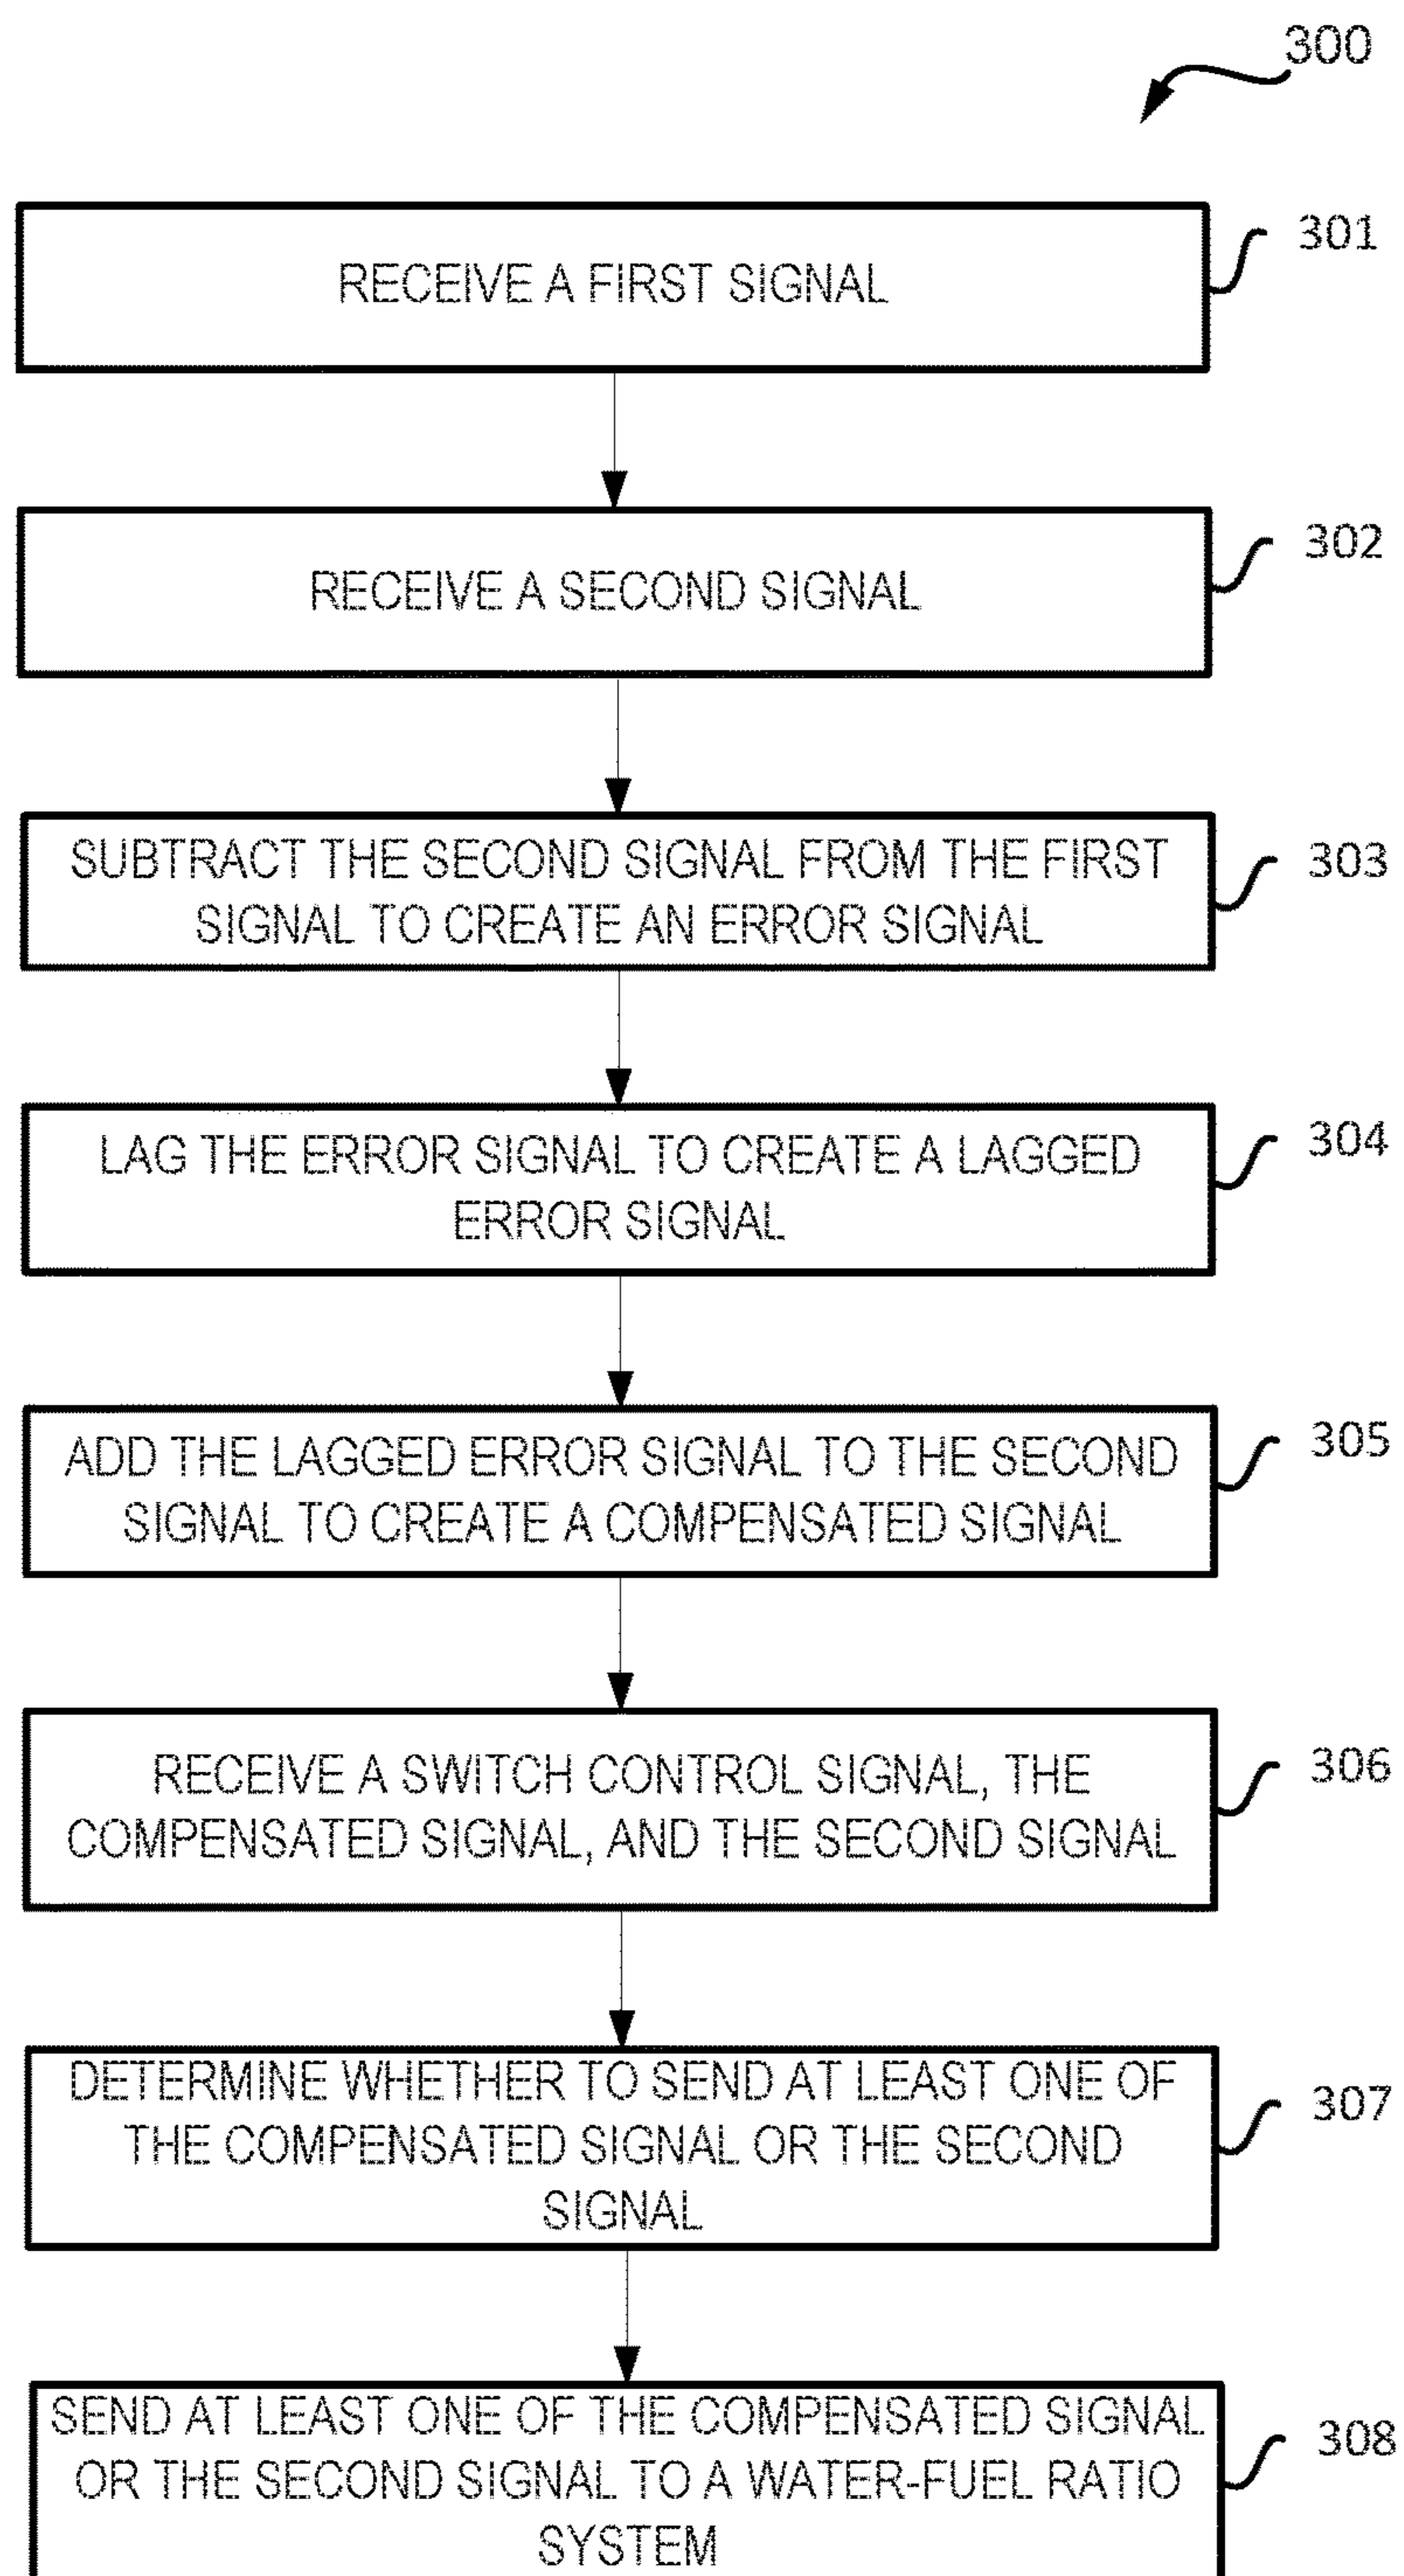 300
RECEIVE A FIRST SIGNAL
301
RECEIVE A SECOND SIGNAL
302
SUBTRACT THE SECOND SIGNAL FROM THE FIRST
SIGNAL TO CREATE AN ERROR SIGNAL
303
LAG THE ERROR SIGNAL TO CREATE A LAGGED
ERROR SIGNAL
304
ADD THE LAGGED ERROR SIGNAL TO THE SECOND
SIGNAL TO CREATE A COMPENSATED SIGNAL
305
RECEIVE A SWITCH CONTROL SIGNAL, THE
COMPENSATED SIGNAL, AND THE SECOND SIGNAL
306
DETERMINE WHETHER TO SEND AT LEAST ONE OF
THE COMPENSATED SIGNAL OR THE SECOND
SIGNAL
307
SEND AT LEAST ONE OF THE COMPENSATED SIGNAL
OR THE SECOND SIGNAL TO A WATER-FUEL RATIO
SYSTEM
308